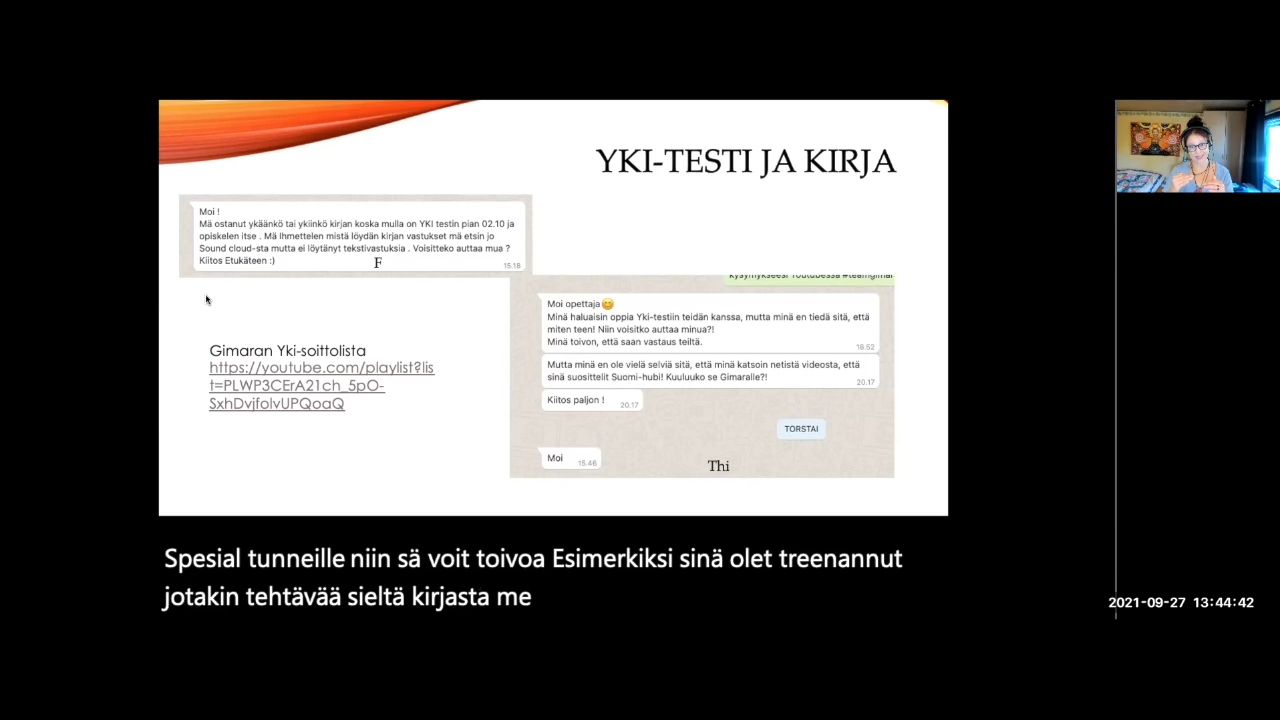 YKI-TESTI JA KIRJA
Moi !
Mä ostanut ykäänkö tai ykiinkö kirjan koska mulla on YKI testin pian 02.10 ja
opiskelen itse . Mä Ihmettelen mistä löydän kirjan vastukset mä etsin jo
Sound cloud-sta mutta ei löytänyt tekstivastuksia . Voisitteko auttaa mua ?
Kiitos Etukäteen :)
15.18
F
kysymykseesi Youtubessa #teamgimar
Moi opettaja😊
Minä haluaisin oppia Yki-testiin teidän kanssa, mutta minä en tiedä sitä, että
miten teen! Niin voisitko auttaa minua?!
Minä toivon, että saan vastaus teiltä.
18.52
Mutta minä en ole vielä selviä sitä, että minä katsoin netistä videosta, että
sinä suosittelit Suomi-hubi! Kuuluuko se Gimaralle?!
20.17
Kiitos paljon !
20.17
TORSTAI
Moi
15.46
Thi
Gimaran Yki-soittolista
https://youtube.com/playlist?lis
t=PLWP3CErA21ch_5pO-
SxhDvjfolvUPQoaQ
Spesial tunneille niin sä voit toivoa Esimerkiksi sinä olet treenannut
jotakin tehtävää sieltä kirjasta me
2021-09-27 13:44:42